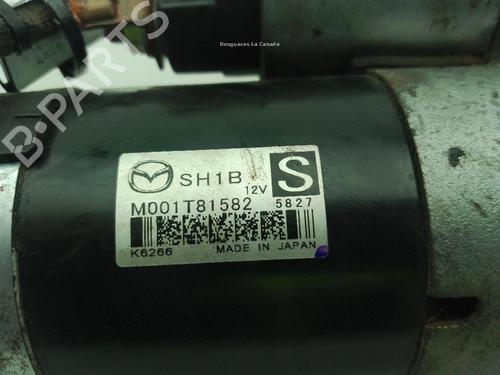 Desguaces La Cabaña
B-PARTS
SH1B 12V S
M001T81582 5827
K6266 MADE IN JAPAN